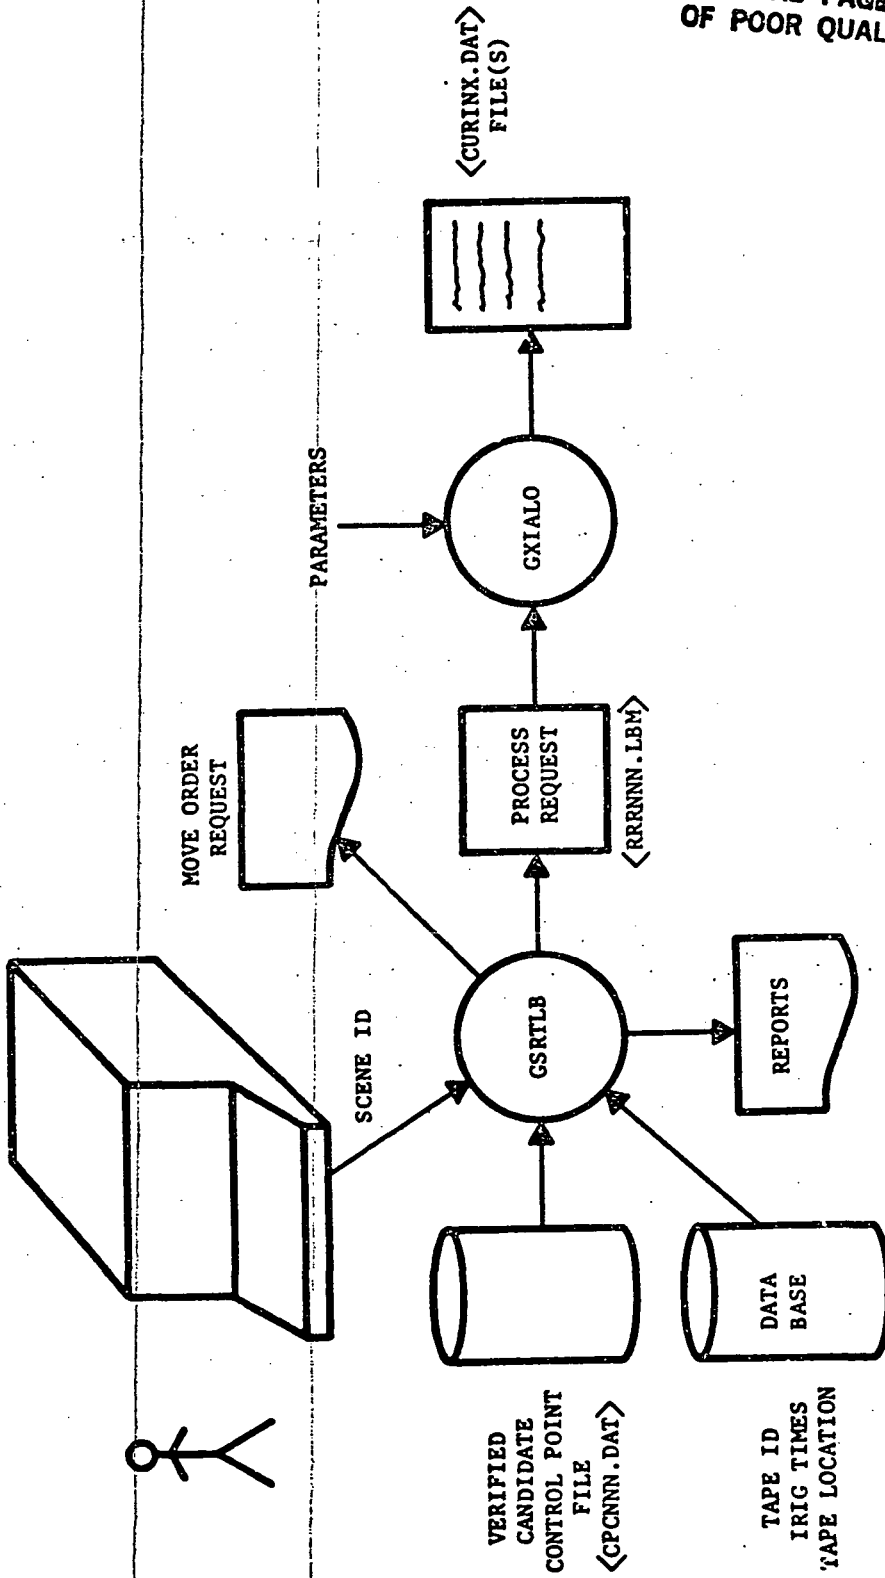 OF POOR QUAL
MOVE ORDER
REQUEST
PARAMETERS
<CURINX.DAT>
FILE(S)
SCENE ID
VERIFIED
CANDIDATE
CONTROL POINT
FILE
<CPCNNN.DAT>
GSRTLB
PROCESS
REQUEST
<RRRNNN.LBM>
GXIALO
TAPE ID
IRIG TIMES
TAPE LOCATION
DATA
BASE
REPORTS